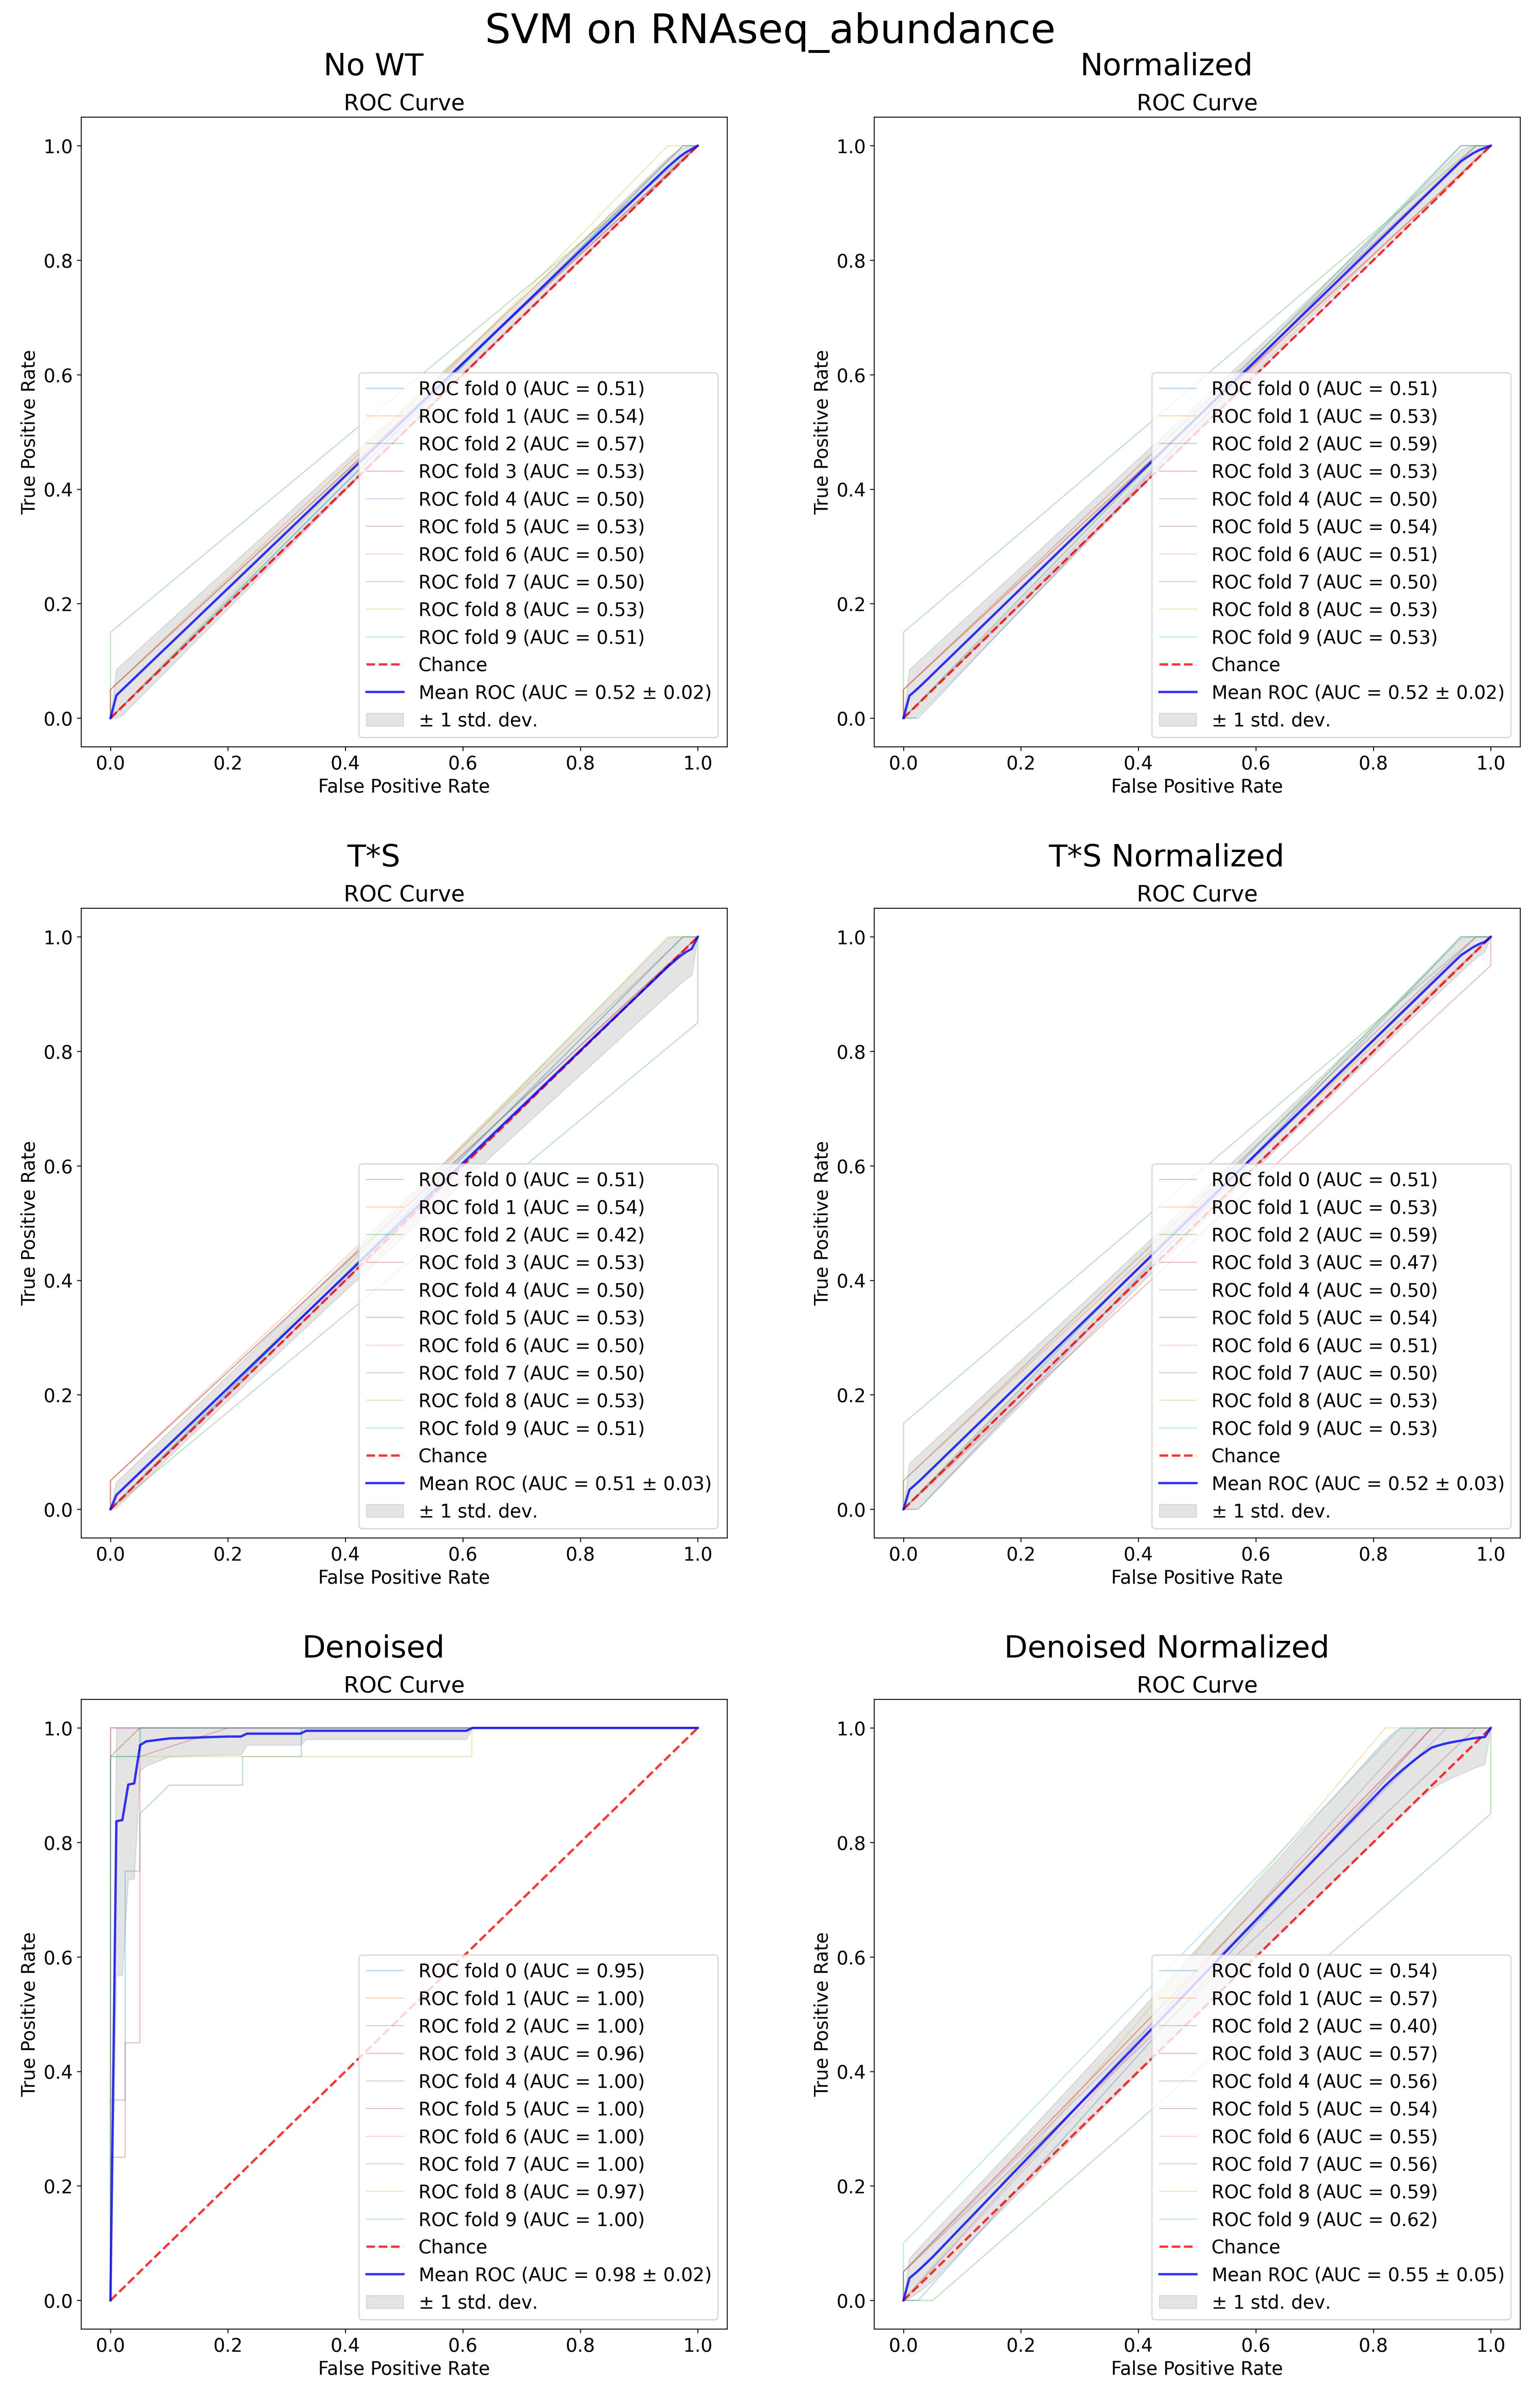 SVM on RNAseq_abundance
No WT
ROC Curve
True Positive Rate
1.0
0.8
0.6
0.4
0.2
0.0
ROC fold 0 (AUC = 0.51)
ROC fold 1 (AUC = 0.54)
ROC fold 2 (AUC = 0.57)
ROC fold 3 (AUC = 0.53)
ROC fold 4 (AUC = 0.50)
ROC fold 5 (AUC = 0.53)
ROC fold 6 (AUC = 0.50)
ROC fold 7 (AUC = 0.50)
ROC fold 8 (AUC = 0.53)
ROC fold 9 (AUC = 0.51)
Chance
Mean ROC (AUC = 0.52 ± 0.02)
± 1 std. dev.
0.0 0.2 0.4 0.6 0.8 1.0
False Positive Rate
Normalized
ROC Curve
True Positive Rate
1.0
0.8
0.6
0.4
0.2
0.0
ROC fold 0 (AUC = 0.51)
ROC fold 1 (AUC = 0.53)
ROC fold 2 (AUC = 0.59)
ROC fold 3 (AUC = 0.53)
ROC fold 4 (AUC = 0.50)
ROC fold 5 (AUC = 0.54)
ROC fold 6 (AUC = 0.51)
ROC fold 7 (AUC = 0.50)
ROC fold 8 (AUC = 0.53)
ROC fold 9 (AUC = 0.53)
Chance
Mean ROC (AUC = 0.52 ± 0.02)
± 1 std. dev.
0.0 0.2 0.4 0.6 0.8 1.0
False Positive Rate
T*S
ROC Curve
True Positive Rate
1.0
0.8
0.6
0.4
0.2
0.0
ROC fold 0 (AUC = 0.51)
ROC fold 1 (AUC = 0.54)
ROC fold 2 (AUC = 0.42)
ROC fold 3 (AUC = 0.53)
ROC fold 4 (AUC = 0.50)
ROC fold 5 (AUC = 0.53)
ROC fold 6 (AUC = 0.50)
ROC fold 7 (AUC = 0.50)
ROC fold 8 (AUC = 0.53)
ROC fold 9 (AUC = 0.51)
Chance
Mean ROC (AUC = 0.51 ± 0.03)
± 1 std. dev.
0.0 0.2 0.4 0.6 0.8 1.0
False Positive Rate
T*S Normalized
ROC Curve
True Positive Rate
1.0
0.8
0.6
0.4
0.2
0.0
ROC fold 0 (AUC = 0.51)
ROC fold 1 (AUC = 0.53)
ROC fold 2 (AUC = 0.59)
ROC fold 3 (AUC = 0.47)
ROC fold 4 (AUC = 0.50)
ROC fold 5 (AUC = 0.54)
ROC fold 6 (AUC = 0.51)
ROC fold 7 (AUC = 0.50)
ROC fold 8 (AUC = 0.53)
ROC fold 9 (AUC = 0.53)
Chance
Mean ROC (AUC = 0.52 ± 0.03)
± 1 std. dev.
0.0 0.2 0.4 0.6 0.8 1.0
False Positive Rate
Denoised
ROC Curve
True Positive Rate
1.0
0.8
0.6
0.4
0.2
0.0
ROC fold 0 (AUC = 0.95)
ROC fold 1 (AUC = 1.00)
ROC fold 2 (AUC = 1.00)
ROC fold 3 (AUC = 0.96)
ROC fold 4 (AUC = 1.00)
ROC fold 5 (AUC = 1.00)
ROC fold 6 (AUC = 1.00)
ROC fold 7 (AUC = 1.00)
ROC fold 8 (AUC = 0.97)
ROC fold 9 (AUC = 1.00)
Chance
Mean ROC (AUC = 0.98 ± 0.02)
± 1 std. dev.
0.0 0.2 0.4 0.6 0.8 1.0
False Positive Rate
Denoised Normalized
ROC Curve
True Positive Rate
1.0
0.8
0.6
0.4
0.2
0.0
ROC fold 0 (AUC = 0.54)
ROC fold 1 (AUC = 0.57)
ROC fold 2 (AUC = 0.40)
ROC fold 3 (AUC = 0.57)
ROC fold 4 (AUC = 0.56)
ROC fold 5 (AUC = 0.54)
ROC fold 6 (AUC = 0.55)
ROC fold 7 (AUC = 0.56)
ROC fold 8 (AUC = 0.59)
ROC fold 9 (AUC = 0.62)
Chance
Mean ROC (AUC = 0.55 ± 0.05)
± 1 std. dev.
0.0 0.2 0.4 0.6 0.8 1.0
False Positive Rate